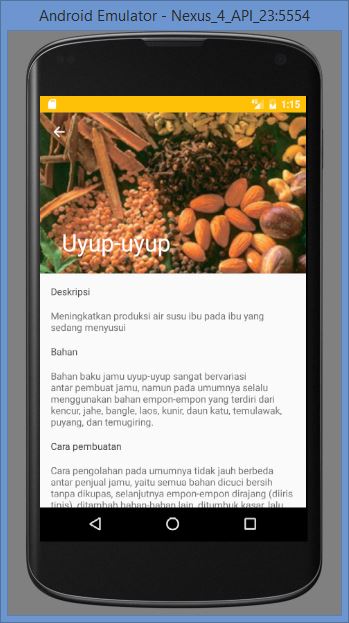 Android Emulator - Nexus_4_API_23:5554
1:15
Uyup-uyup
Deskripsi
Meningkatkan produksi air susu ibu pada ibu yang
sedang menyusui
Bahan
Bahan baku jamu uyup-uyup sangat bervariasi
antar pembuat jamu, namun pada umumnya selalu
menggunakan bahan empon-empon yang terdiri dari
kencur, jahe, bangle, laos, kunir, daun katu, temulawak,
puyang, dan temugiring.
Cara pembuatan
Cara pengolahan pada umumnya tidak jauh berbeda
antar penjual jamu, yaitu semua bahan dicuci bersih
tanpa dikupas, selanjutnya empon-empon dirajang (diiris
tipis), ditambah bahan-bahan lain, ditumbuk kasar, lalu